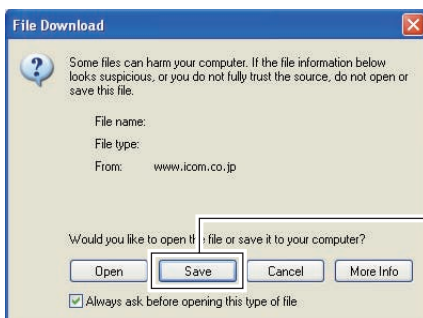 File Download
Some files can harm your computer. If the file information below
looks suspicious, or you do not fully trust the source, do not open or
save this file.
File name:
File type:
From: www.icom.co.jp
Would you like to open the file or save it to your computer?
Open Save Cancel More Info
Always ask before opening this type of file